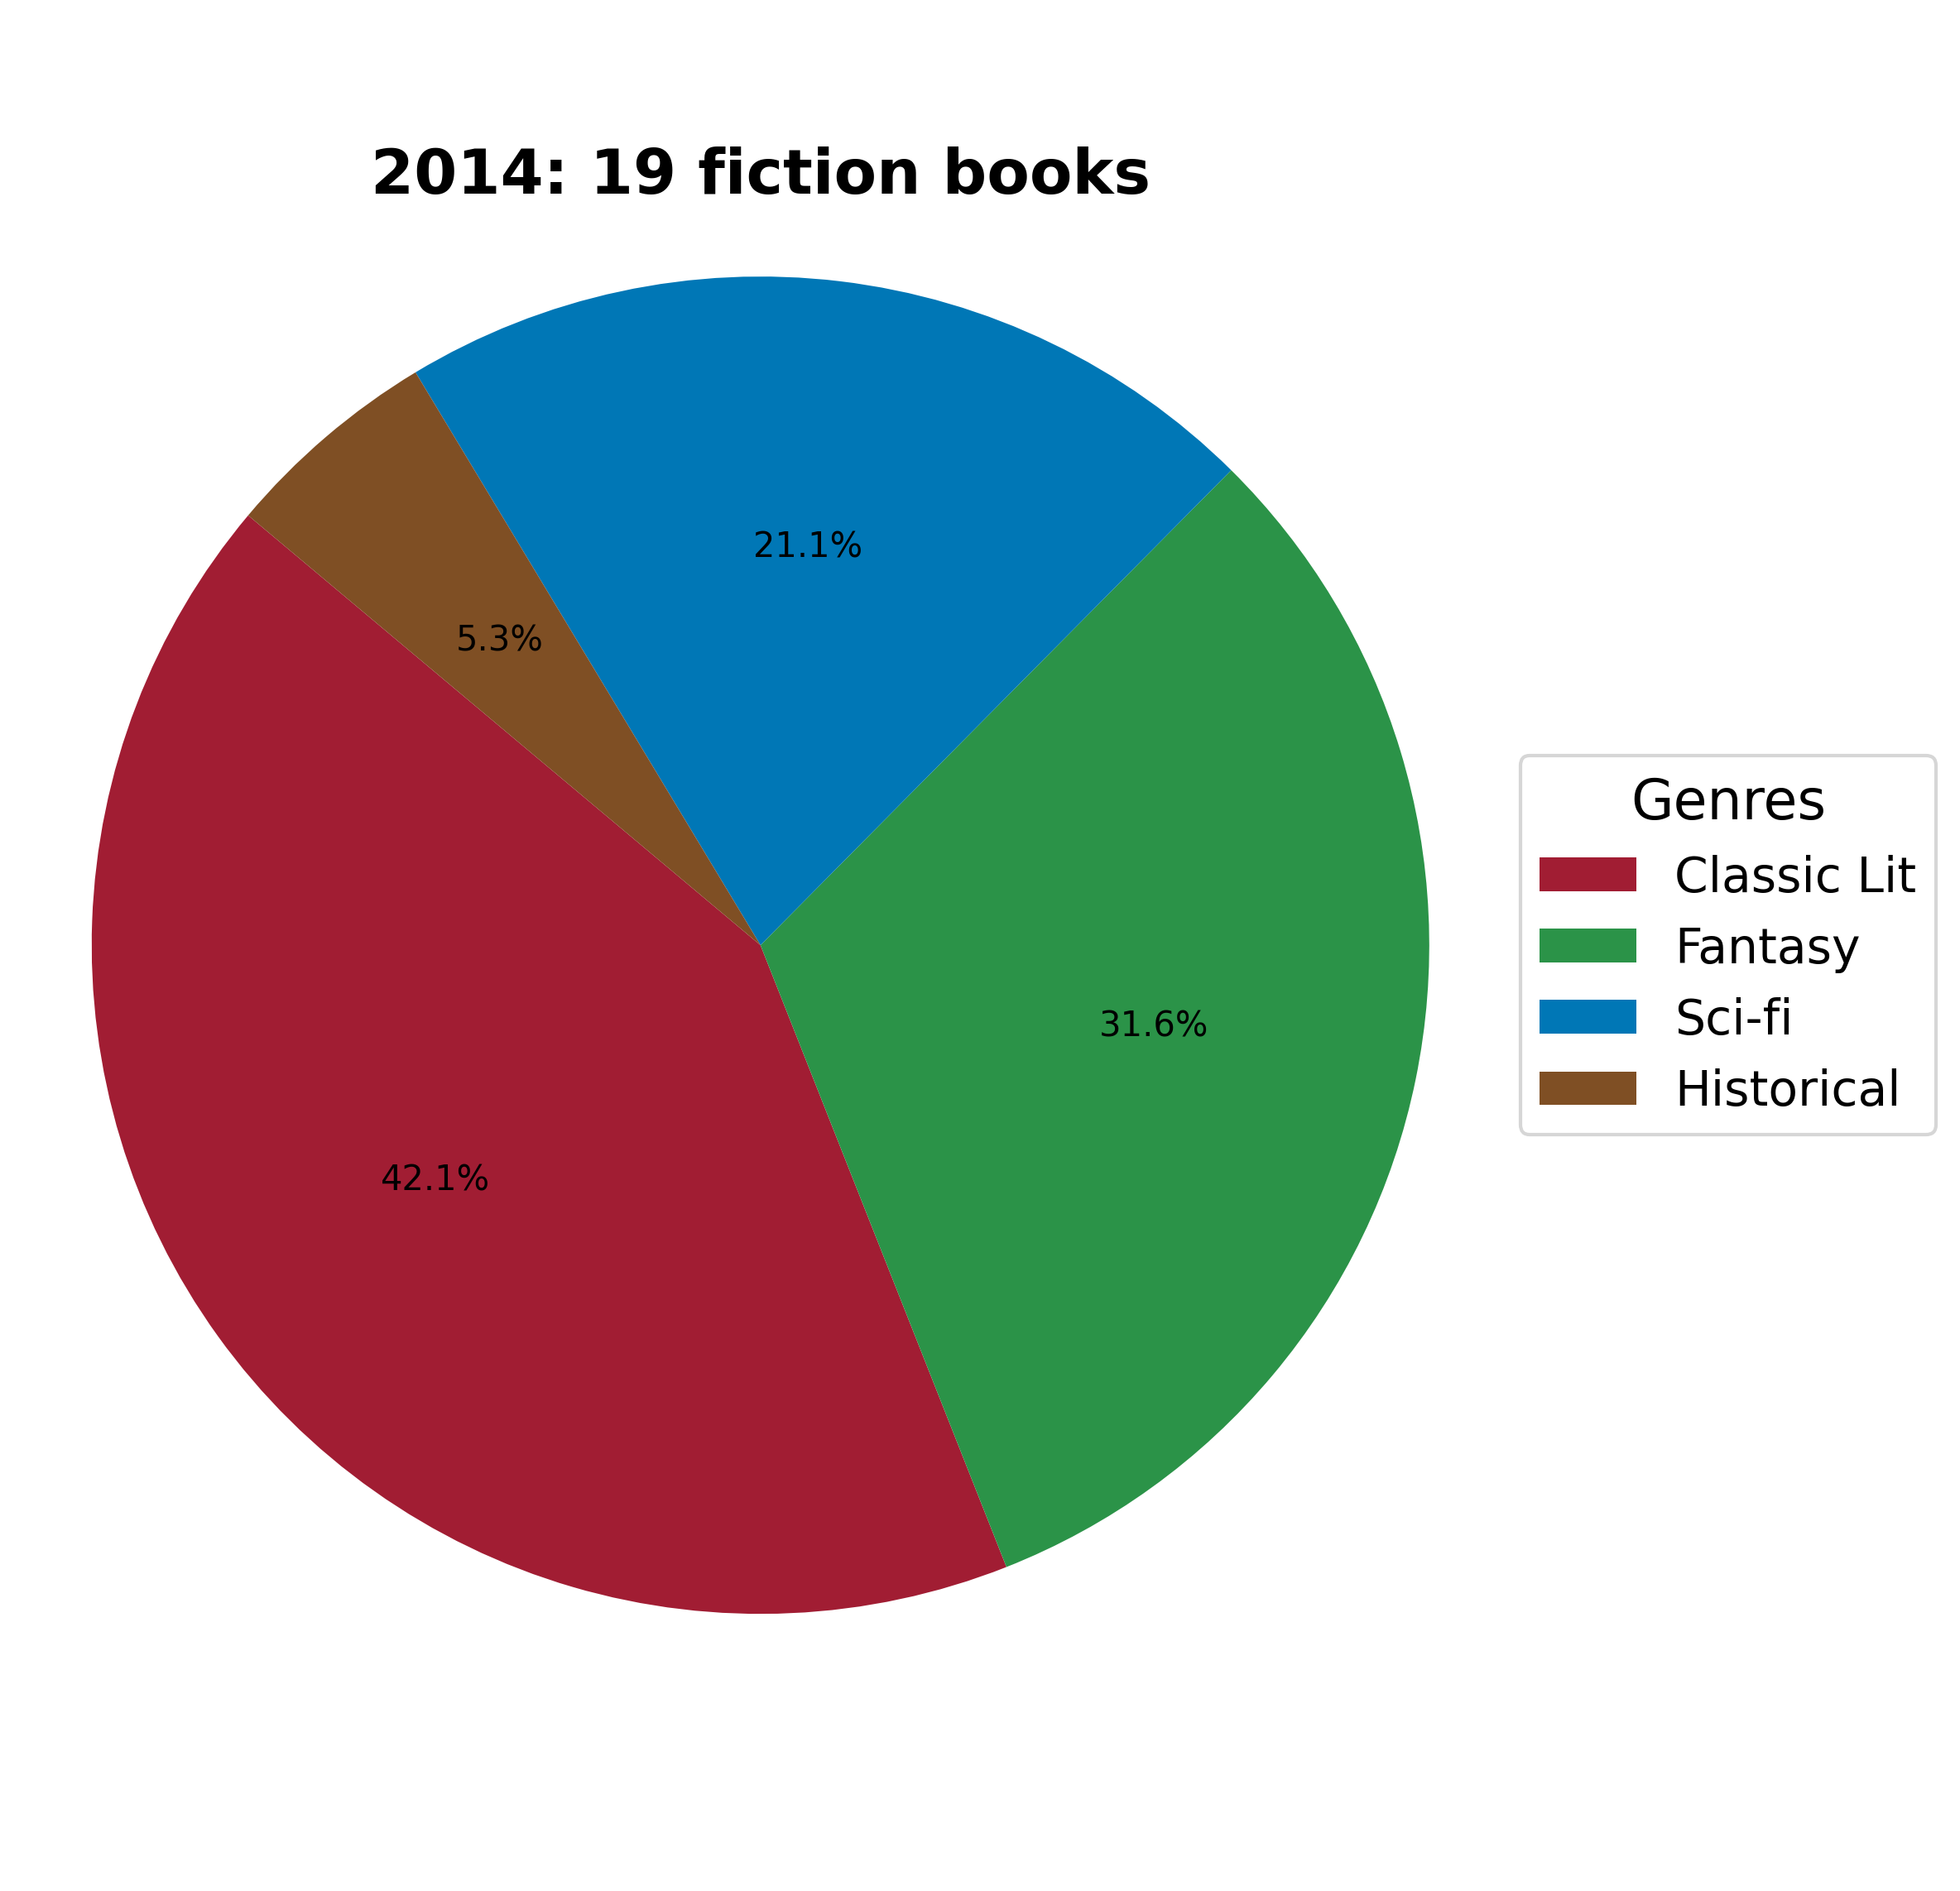 2014: 19 fiction books
21.1%
5.3%
31.6%
42.1%
Genres
Classic Lit
Fantasy
Sci-fi
Historical